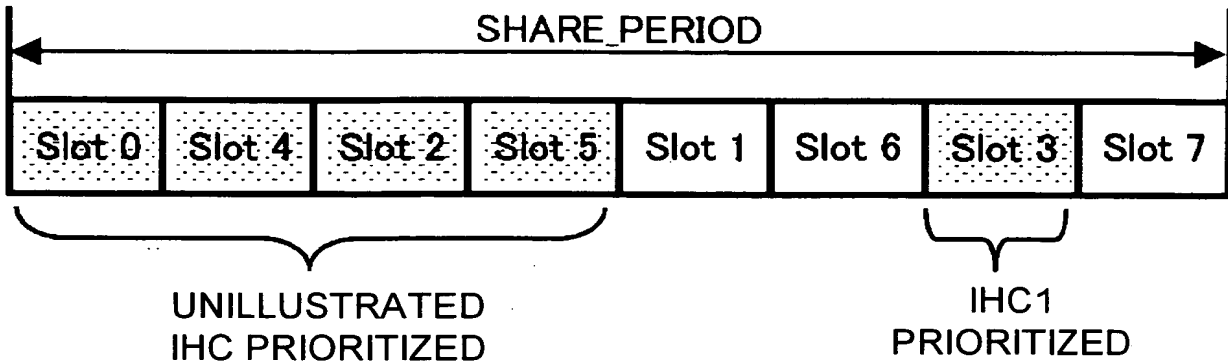 SHARE_PERIOD
Slot 0 Slot 4 Slot 2 Slot 5 Slot 1 Slot 6 Slot 3 Slot 7
UNILLUSTRATED
IHC PRIORITIZED
IHC1
PRIORITIZED